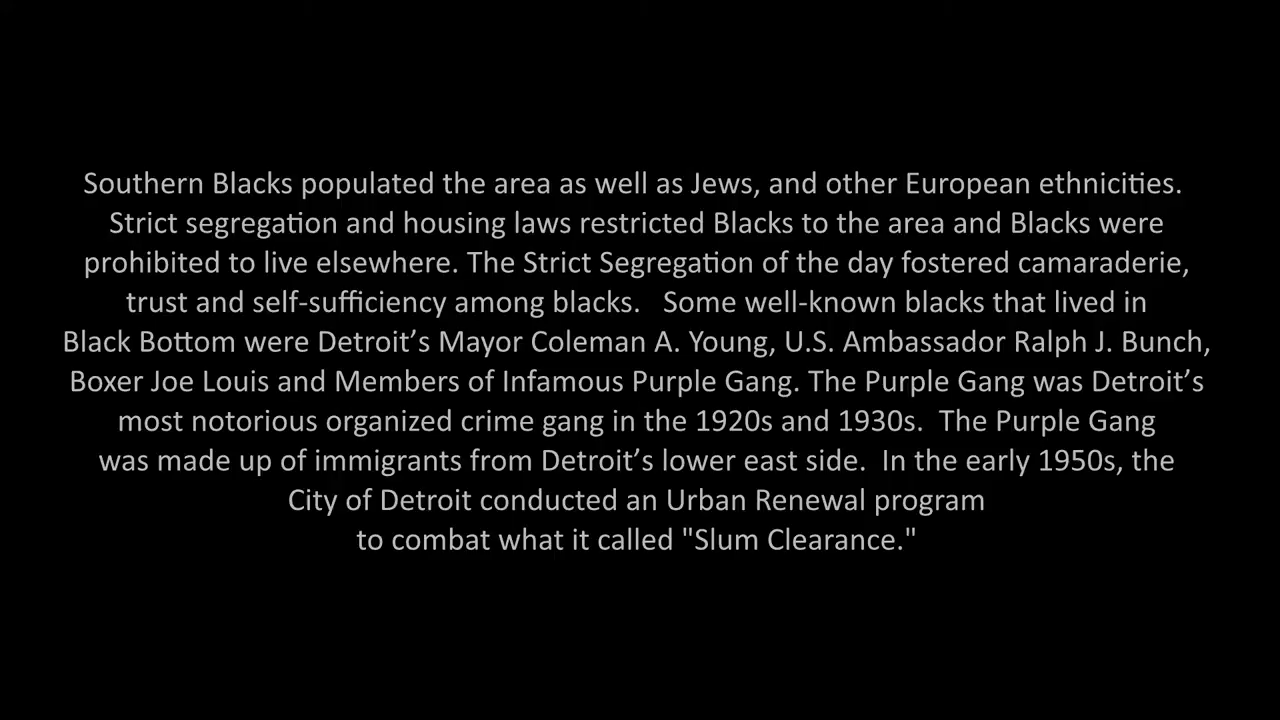 Southern Blacks populated the area as well as Jews, and other European ethnicities.
Strict segregation and housing laws restricted Blacks to the area and Blacks were
prohibited to live elsewhere. The Strict Segregation of the day fostered camaraderie,
trust and self-sufficiency among blacks.   Some well-known blacks that lived in
Black Bottom were Detroit’s Mayor Coleman A. Young, U.S. Ambassador Ralph J. Bunch,
Boxer Joe Louis and Members of Infamous Purple Gang. The Purple Gang was Detroit’s
most notorious organized crime gang in the 1920s and 1930s.  The Purple Gang
was made up of immigrants from Detroit’s lower east side.  In the early 1950s, the
City of Detroit conducted an Urban Renewal program
to combat what it called "Slum Clearance."